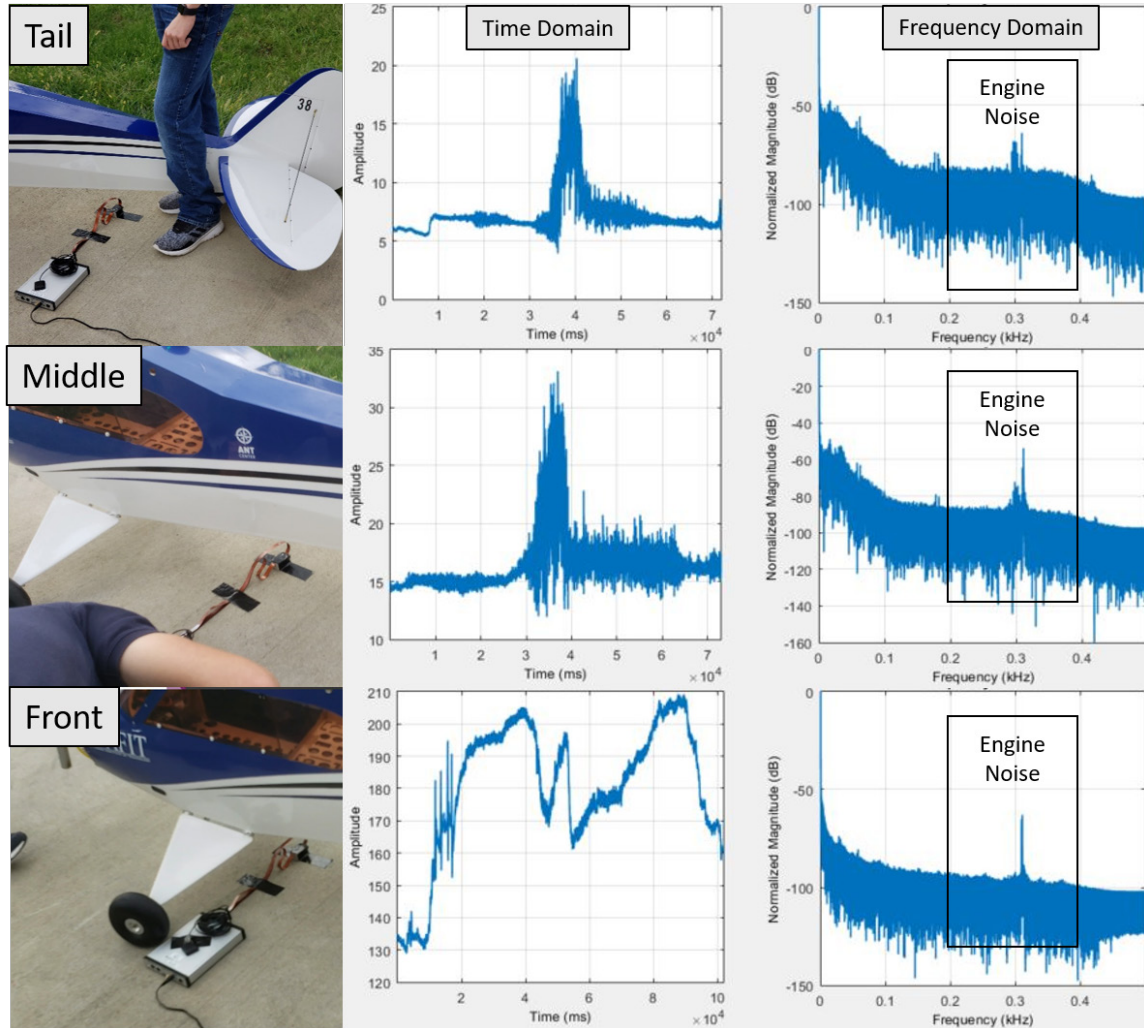 Tail
38
Time Domain
Amplitude
25
20
15
10
5
0
1 2 3 4 5 6 7
Time (ms)
× 10^4
Frequency Domain
Engine
Noise
Normalized Magnitude (dB)
0
-50
-100
-150
0 0.1 0.2 0.3 0.4
Frequency (kHz)
Middle
ANT
CENTER
Amplitude
35
30
25
20
15
10
1 2 3 4 5 6 7
Time (ms)
× 10^4
Engine
Noise
Normalized Magnitude (dB)
0
-20
-40
-60
-80
-100
-120
-140
-160
0 0.1 0.2 0.3 0.4
Frequency (kHz)
Front
Amplitude
210
200
190
180
170
160
150
140
130
120
2 4 6 8 10
Time (ms)
× 10^4
Engine
Noise
Normalized Magnitude (dB)
0
-50
-100
-150
0 0.1 0.2 0.3 0.4
Frequency (kHz)